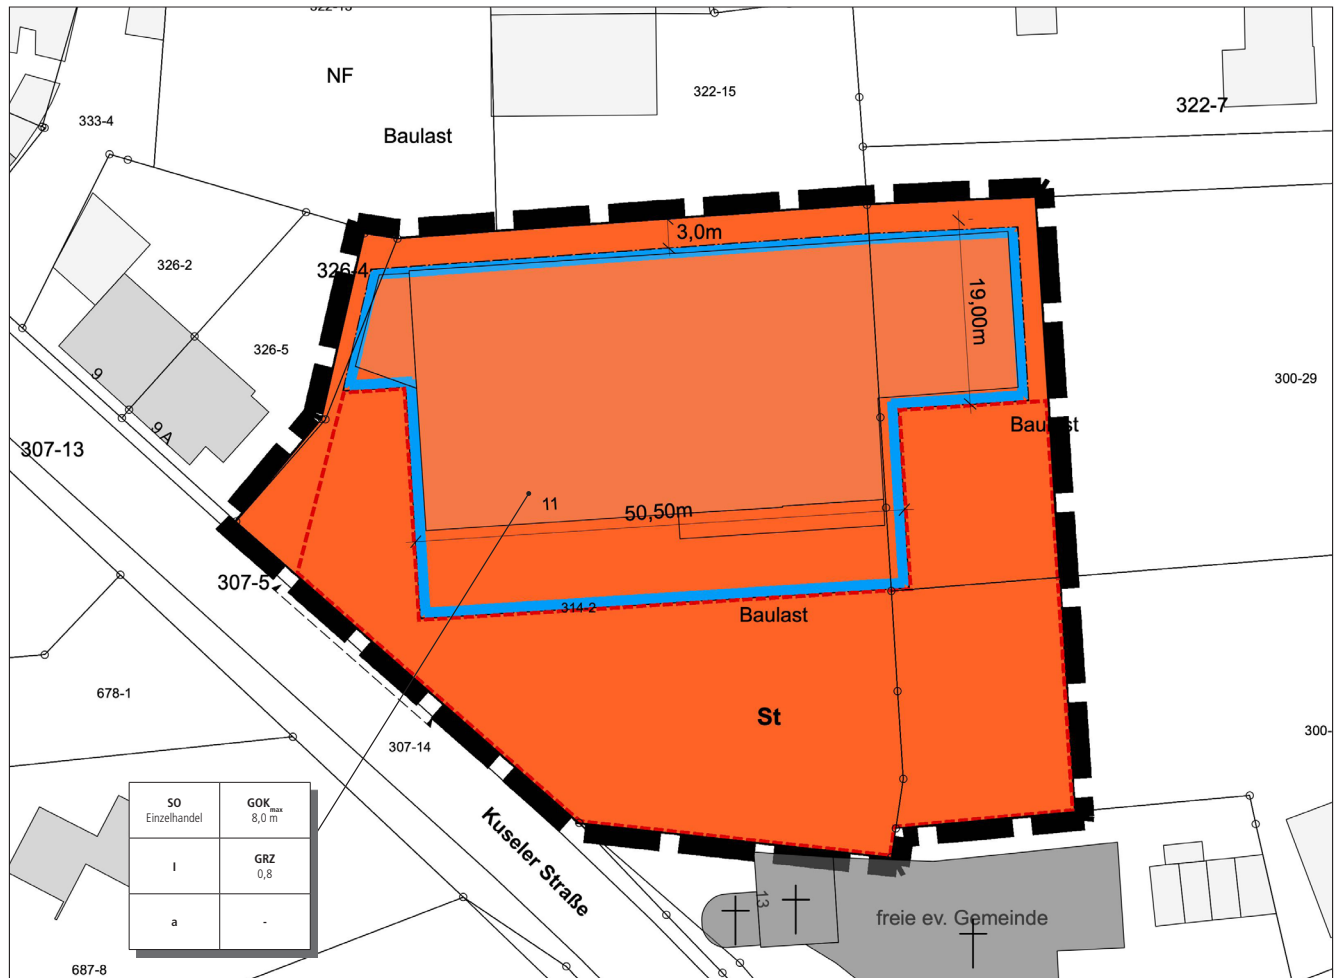 322-13
NF
322-15
322-7
333-4
Baulast
3,0m
326-2
326-4
19,00m
326-5
300-29
9
9 A
Baulast
307-13
11
50,50m
307-5
314-2
Baulast
678-1
St
307-14
300-
SO
Einzelhandel
GOKmax
8,0 m
I
GRZ
0,8
a
-
Kuseler Straße
13
freie ev. Gemeinde
687-8